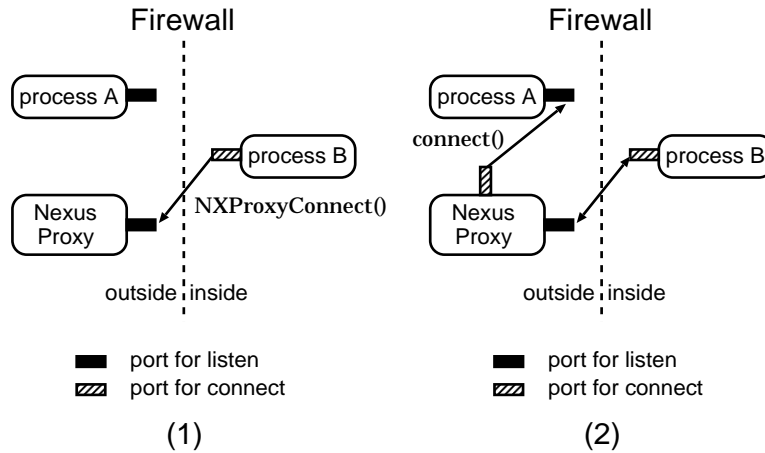 Firewall
process A
process B
NXProxyConnect()
Nexus
Proxy
outside
inside
port for listen
port for connect
(1)
Firewall
process A
connect()
process B
Nexus
Proxy
outside
inside
port for listen
port for connect
(2)